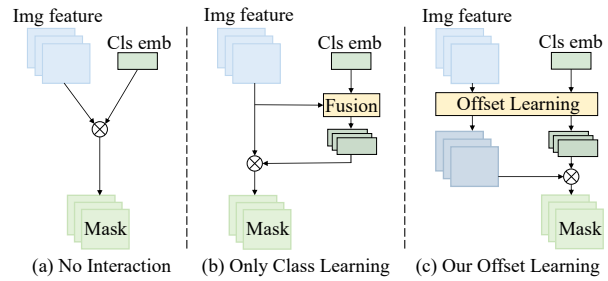 Img feature
Cls emb
Mask
(a) No Interaction
Img feature
Cls emb
Fusion
Mask
(b) Only Class Learning
Img feature
Cls emb
Offset Learning
Mask
(c) Our Offset Learning